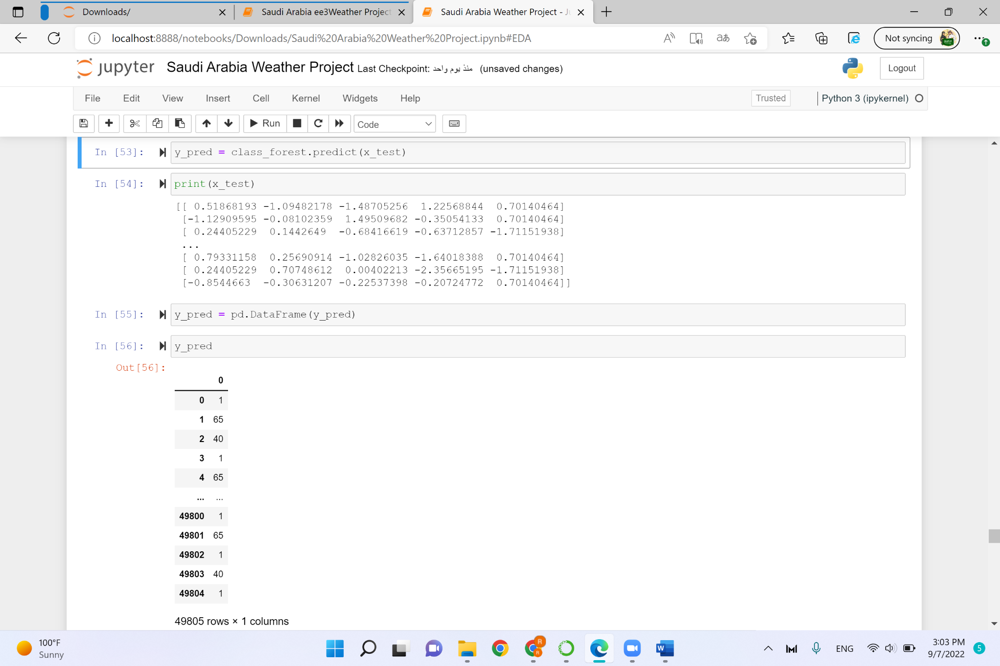 Downloads/
Saudi Arabia ee3Weather Project
Saudi Arabia Weather Project - Ju
localhost:8888/notebooks/Downloads/Saudi%20Arabia%20Weather%20Project.ipynb#EDA
Not syncing
jupyter Saudi Arabia Weather Project Last Checkpoint: منذ يوم واحد (unsaved changes)
Logout
File Edit View Insert Cell Kernel Widgets Help
Trusted
Python 3 (ipykernel)
Run
Code
In [53]: y_pred = class_forest.predict(x_test)
In [54]: print(x_test)
[[ 0.51868193 -1.09482178 -1.48705256  1.22568844  0.70140464]
[-1.12909595 -0.08102359  1.49509682 -0.35054133  0.70140464]
[ 0.24405229  0.1442649  -0.68416619 -0.63712857 -1.71151938]
...
[ 0.79331158  0.25690914 -1.02826035 -1.64018388  0.70140464]
[ 0.24405229  0.70748612  0.00402213 -2.35665195 -1.71151938]
[-0.8544663  -0.30631207 -0.22537398 -0.20724772  0.70140464]]
In [55]: y_pred = pd.DataFrame(y_pred)
In [56]: y_pred
Out[56]:
0
0 1
1 65
2 40
3 1
4 65
... ...
49800 1
49801 65
49802 1
49803 40
49804 1
49805 rows × 1 columns
100°F
Sunny
ENG
3:03 PM
9/7/2022
5